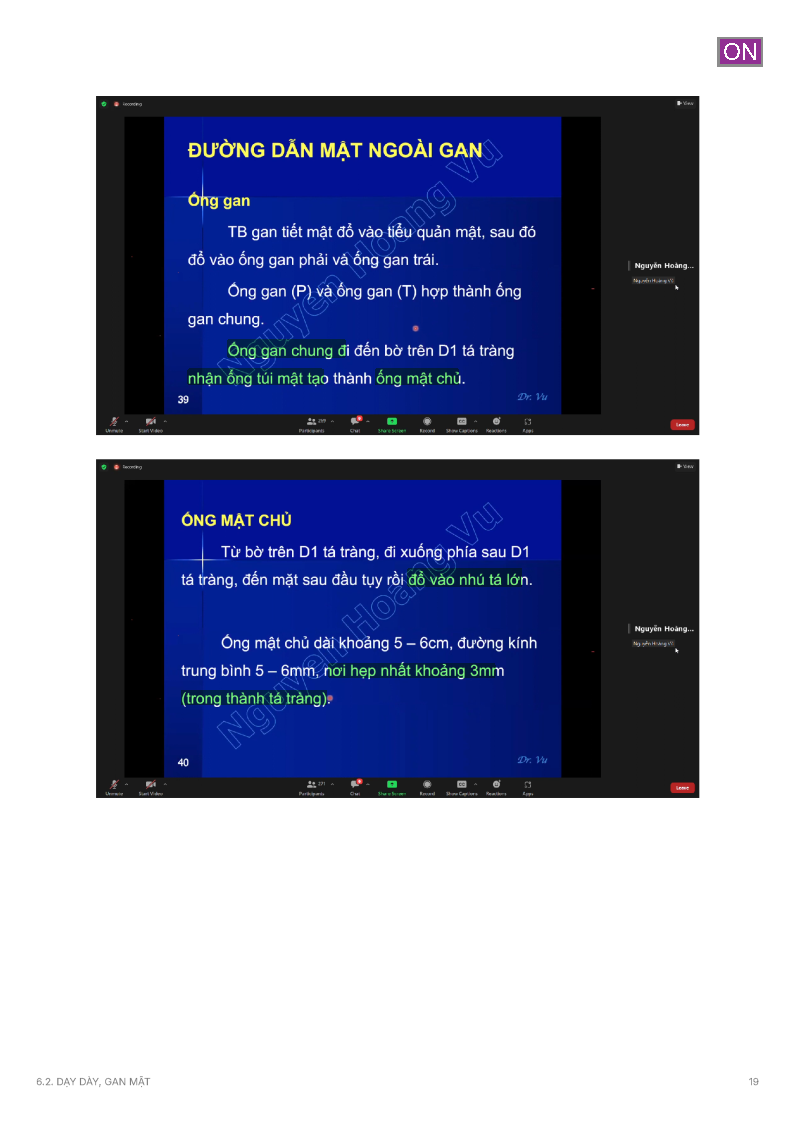 ON
Recording
View
ĐƯỜNG DẪN MẬT NGOÀI GAN
Ống gan
TB gan tiết mật đổ vào tiểu quản mật, sau đó
đổ vào ống gan phải và ống gan trái.
Ống gan (P) và ống gan (T) hợp thành ống
gan chung.
Ống gan chung đi đến bờ trên D1 tá tràng
nhận ống túi mật tạo thành ống mật chủ.
39
Dr. Vu
Nguyen Hoang Vu
Nguyễn Hoàng...
Nguyễn Hoàng Vũ
Unmute
Start Video
Participants
Chat
Share Screen
Record
Show Captions
Reactions
Apps
Leave
Recording
View
ỐNG MẬT CHỦ
Từ bờ trên D1 tá tràng, đi xuống phía sau D1
tá tràng, đến mặt sau đầu tụy rồi đổ vào nhú tá lớn.
Ống mật chủ dài khoảng 5 – 6cm, đường kính
trung bình 5 – 6mm, nơi hẹp nhất khoảng 3mm
(trong thành tá tràng).
40
Dr. Vu
Nguyen Hoang Vu
Nguyễn Hoàng...
Nguyễn Hoàng Vũ
Unmute
Start Video
271
Participants
Chat
Share Screen
Record
Show Captions
Reactions
Apps
Leave
6.2. DẠ DÀY, GAN MẬT
19